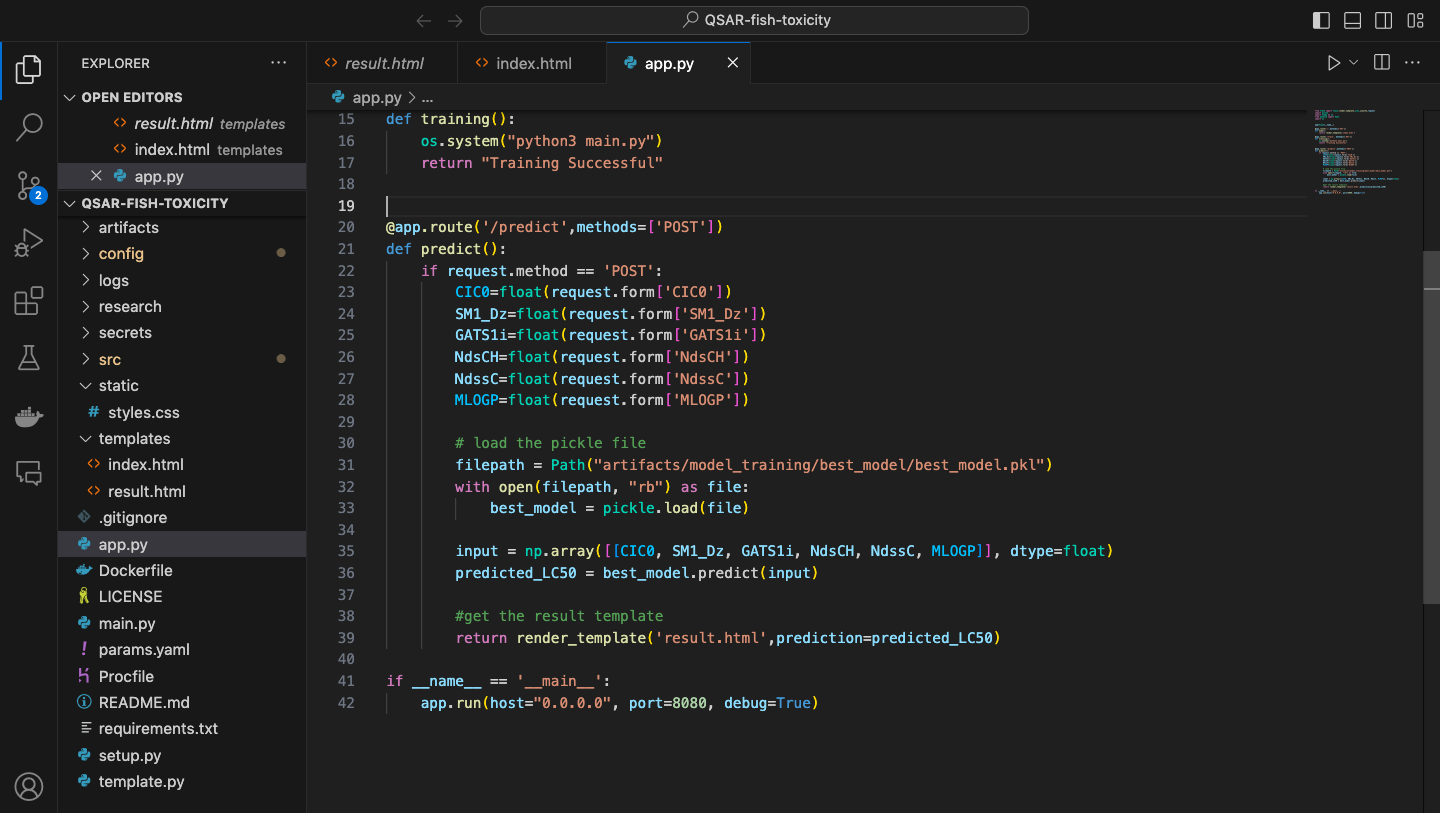 QSAR-fish-toxicity
EXPLORER
OPEN EDITORS
result.html templates
index.html templates
app.py
2
QSAR-FISH-TOXICITY
artifacts
config
logs
research
secrets
src
static
# styles.css
templates
<> index.html
<> result.html
.gitignore
app.py
Dockerfile
LICENSE
main.py
! params.yaml
Procfile
README.md
requirements.txt
setup.py
template.py
<> result.html
<> index.html
app.py
app.py > ...
15 def training():
16 os.system("python3 main.py")
17 return "Training Successful"
18
19
20 @app.route('/predict',methods=['POST'])
21 def predict():
22 if request.method == 'POST':
23 CIC0=float(request.form['CIC0'])
24 SM1_Dz=float(request.form['SM1_Dz'])
25 GATS1i=float(request.form['GATS1i'])
26 NdsCH=float(request.form['NdsCH'])
27 NdssC=float(request.form['NdssC'])
28 MLOGP=float(request.form['MLOGP'])
29
30 # load the pickle file
31 filepath = Path("artifacts/model_training/best_model/best_model.pkl")
32 with open(filepath, "rb") as file:
33 best_model = pickle.load(file)
34
35 input = np.array([[CIC0, SM1_Dz, GATS1i, NdsCH, NdssC, MLOGP]], dtype=float)
36 predicted_LC50 = best_model.predict(input)
37
38 #get the result template
39 return render_template('result.html',prediction=predicted_LC50)
40
41 if __name__ == '__main__':
42 app.run(host="0.0.0.0", port=8080, debug=True)